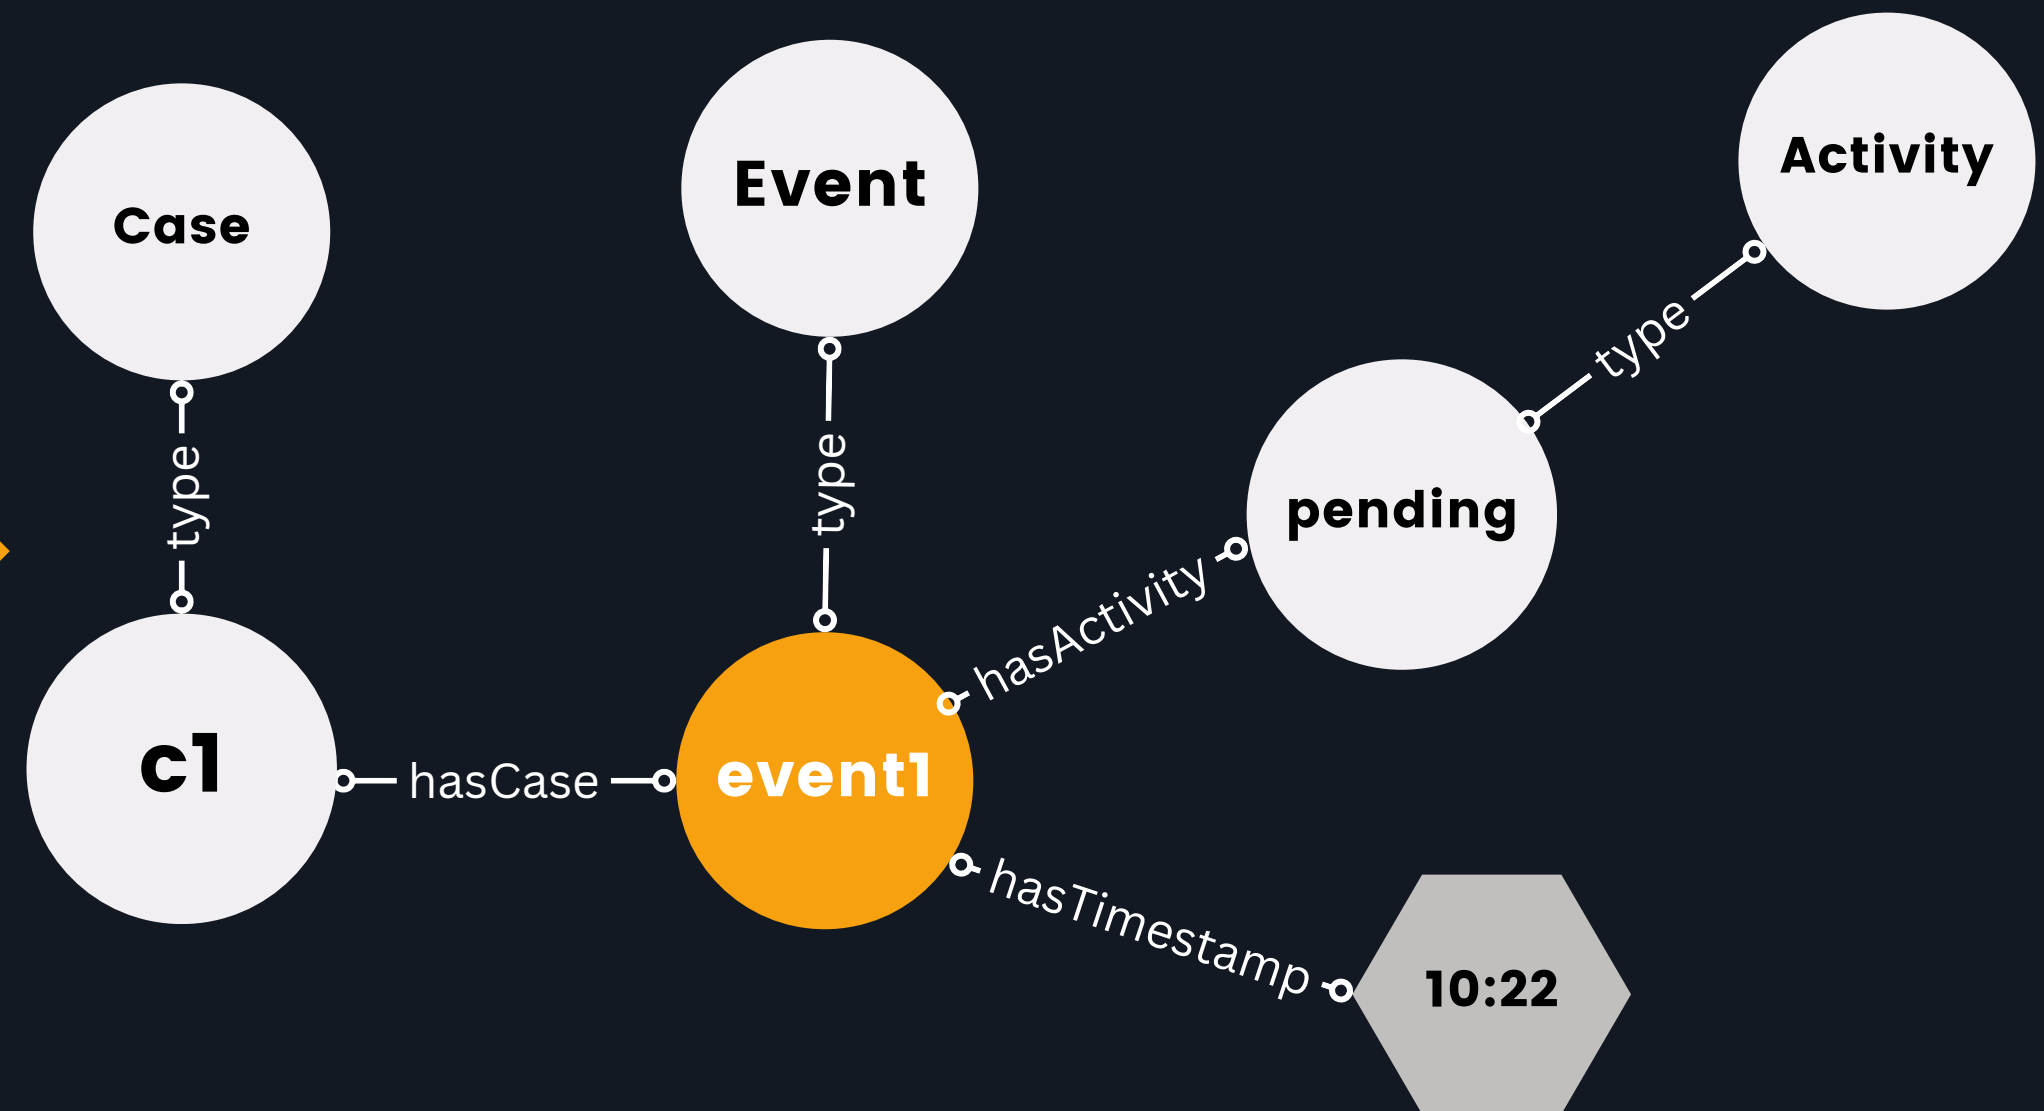 Case
Event
Activity
type
type
type
pending
hasActivity
c1
hasCase
event1
hasTimestamp
10:22